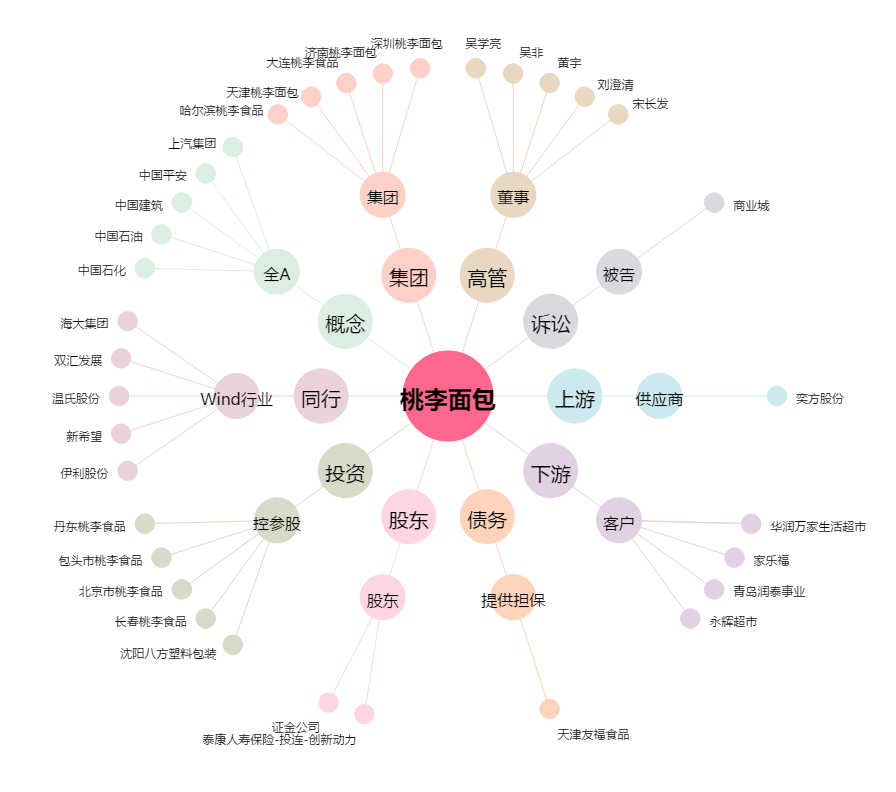 深圳桃李面包
济南桃李面包
大连桃李食品
天津桃李面包
哈尔滨桃李食品
集团
集团
吴学亮
吴非
黄宇
刘澄清
宋长发
董事
高管
上汽集团
中国平安
中国建筑
中国石油
中国石化
全A
概念
商业城
被告
诉讼
海大集团
双汇发展
温氏股份
新希望
伊利股份
Wind行业
同行
桃李面包
上游
供应商
奕方股份
投资
控参股
丹东桃李食品
包头市桃李食品
北京市桃李食品
长春桃李食品
沈阳八方塑料包装
下游
客户
华润万家生活超市
家乐福
青岛润泰事业
永辉超市
股东
股东
证金公司
泰康人寿保险-投连-创新动力
债务
提供担保
天津友福食品